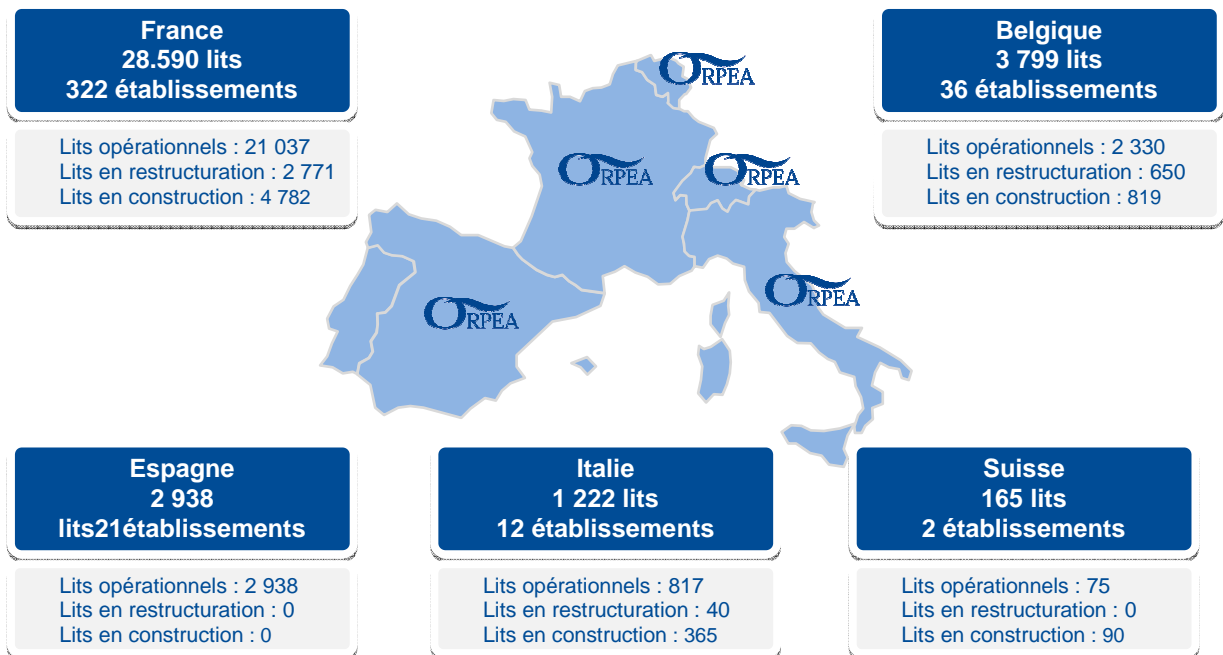 France
28.590 lits
322 établissements
Lits opérationnels : 21 037
Lits en restructuration : 2 771
Lits en construction : 4 782
Belgique
3 799 lits
36 établissements
Lits opérationnels : 2 330
Lits en restructuration : 650
Lits en construction : 819
ORPEA
ORPEA
ORPEA
ORPEA
ORPEA
Espagne
2 938
lits21établissements
Lits opérationnels : 2 938
Lits en restructuration : 0
Lits en construction : 0
Italie
1 222 lits
12 établissements
Lits opérationnels : 817
Lits en restructuration : 40
Lits en construction : 365
Suisse
165 lits
2 établissements
Lits opérationnels : 75
Lits en restructuration : 0
Lits en construction : 90